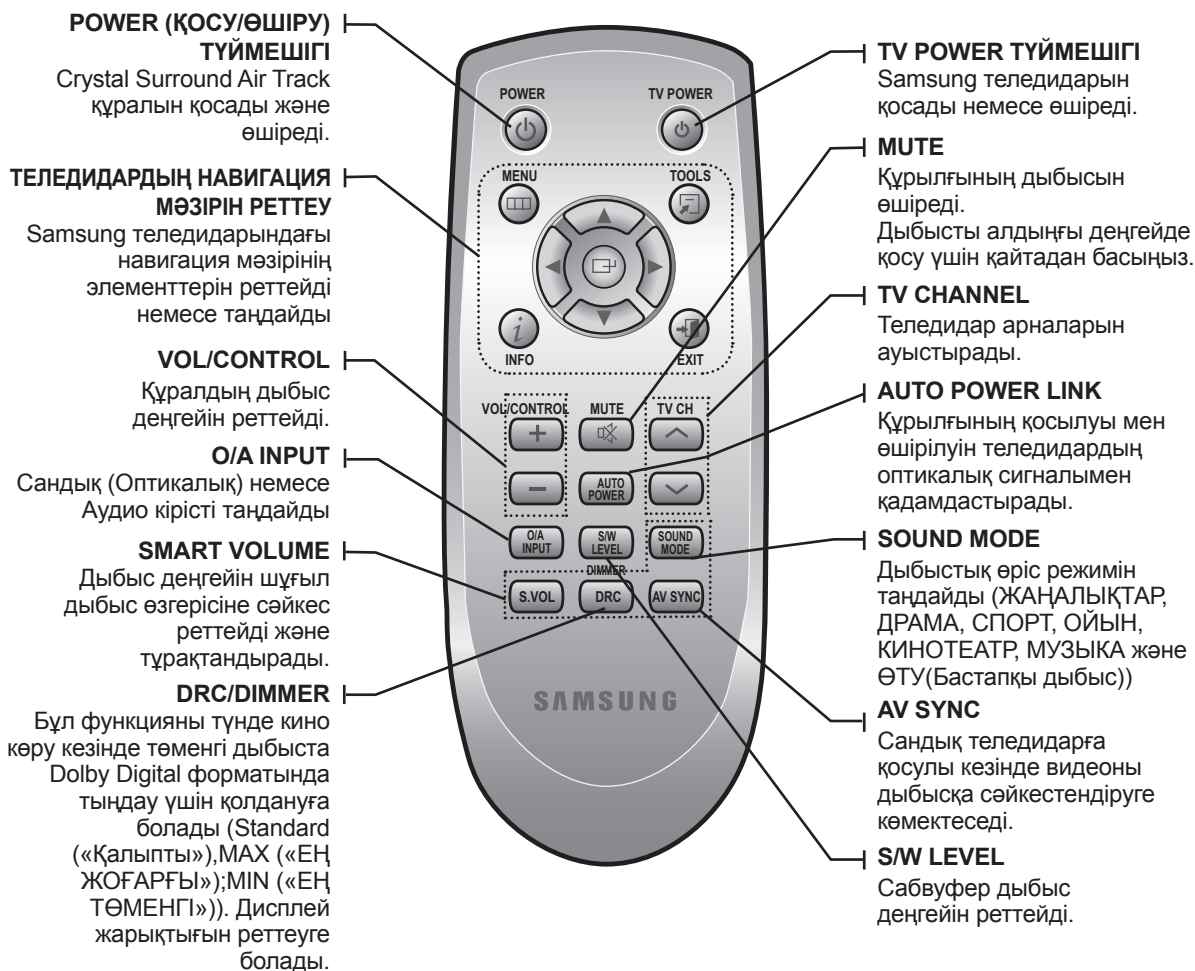 POWER (ҚОСУ/ӨШІРУ)
ТҮЙМЕШІГІ
Crystal Surround Air Track
құралын қосады және
өшіреді.
ТЕЛЕДИДАРДЫҢ НАВИГАЦИЯ
МӘЗІРІН РЕТТЕУ
Samsung теледидарындағы
навигация мәзірінің
элементтерін реттейді
немесе таңдайды
VOL/CONTROL
Құралдың дыбыс
деңгейін реттейді.
O/A INPUT
Сандық (Оптикалық) немесе
Аудио кірісті таңдайды
SMART VOLUME
Дыбыс деңгейін шұғыл
дыбыс өзгерісіне сәйкес
реттейді және
тұрақтандырады.
DRC/DIMMER
Бұл функцияны түнде кино
көру кезінде төменгі дыбыста
Dolby Digital форматында
тыңдау үшін қолдануға
болады (Standard
(«Қалыпты»),MAX («ЕҢ
ЖОҒАРҒЫ»);MIN («ЕҢ
ТӨМЕНГІ»)). Дисплей
жарықтығын реттеуге
болады.
POWER
TV POWER
MENU
TOOLS
INFO
EXIT
VOL/CONTROL
MUTE
TV CH
AUTO
POWER
O/A
INPUT
S/W
LEVEL
SOUND
MODE
DIMMER
S.VOL
DRC
AV SYNC
SAMSUNG
TV POWER ТҮЙМЕШІГІ
Samsung теледидарын
қосады немесе өшіреді.
MUTE
Құрылғының дыбысын
өшіреді.
Дыбысты алдыңғы деңгейде
қосу үшін қайтадан басыңыз.
TV CHANNEL
Теледидар арналарын
ауыстырады.
AUTO POWER LINK
Құрылғының қосылуы мен
өшірілуін теледидардың
оптикалық сигналымен
қадамдастырады.
SOUND MODE
Дыбыстық өріс режимін
таңдайды (ЖАҢАЛЫҚТАР,
ДРАМА, СПОРТ, ОЙЫН,
КИНОТЕАТР, МУЗЫКА және
ӨТУ(Бастапқы дыбыс))
AV SYNC
Сандық теледидарға
қосулы кезінде видеоны
дыбысқа сәйкестендіруге
көмектеседі.
S/W LEVEL
Сабвуфер дыбыс
деңгейін реттейді.